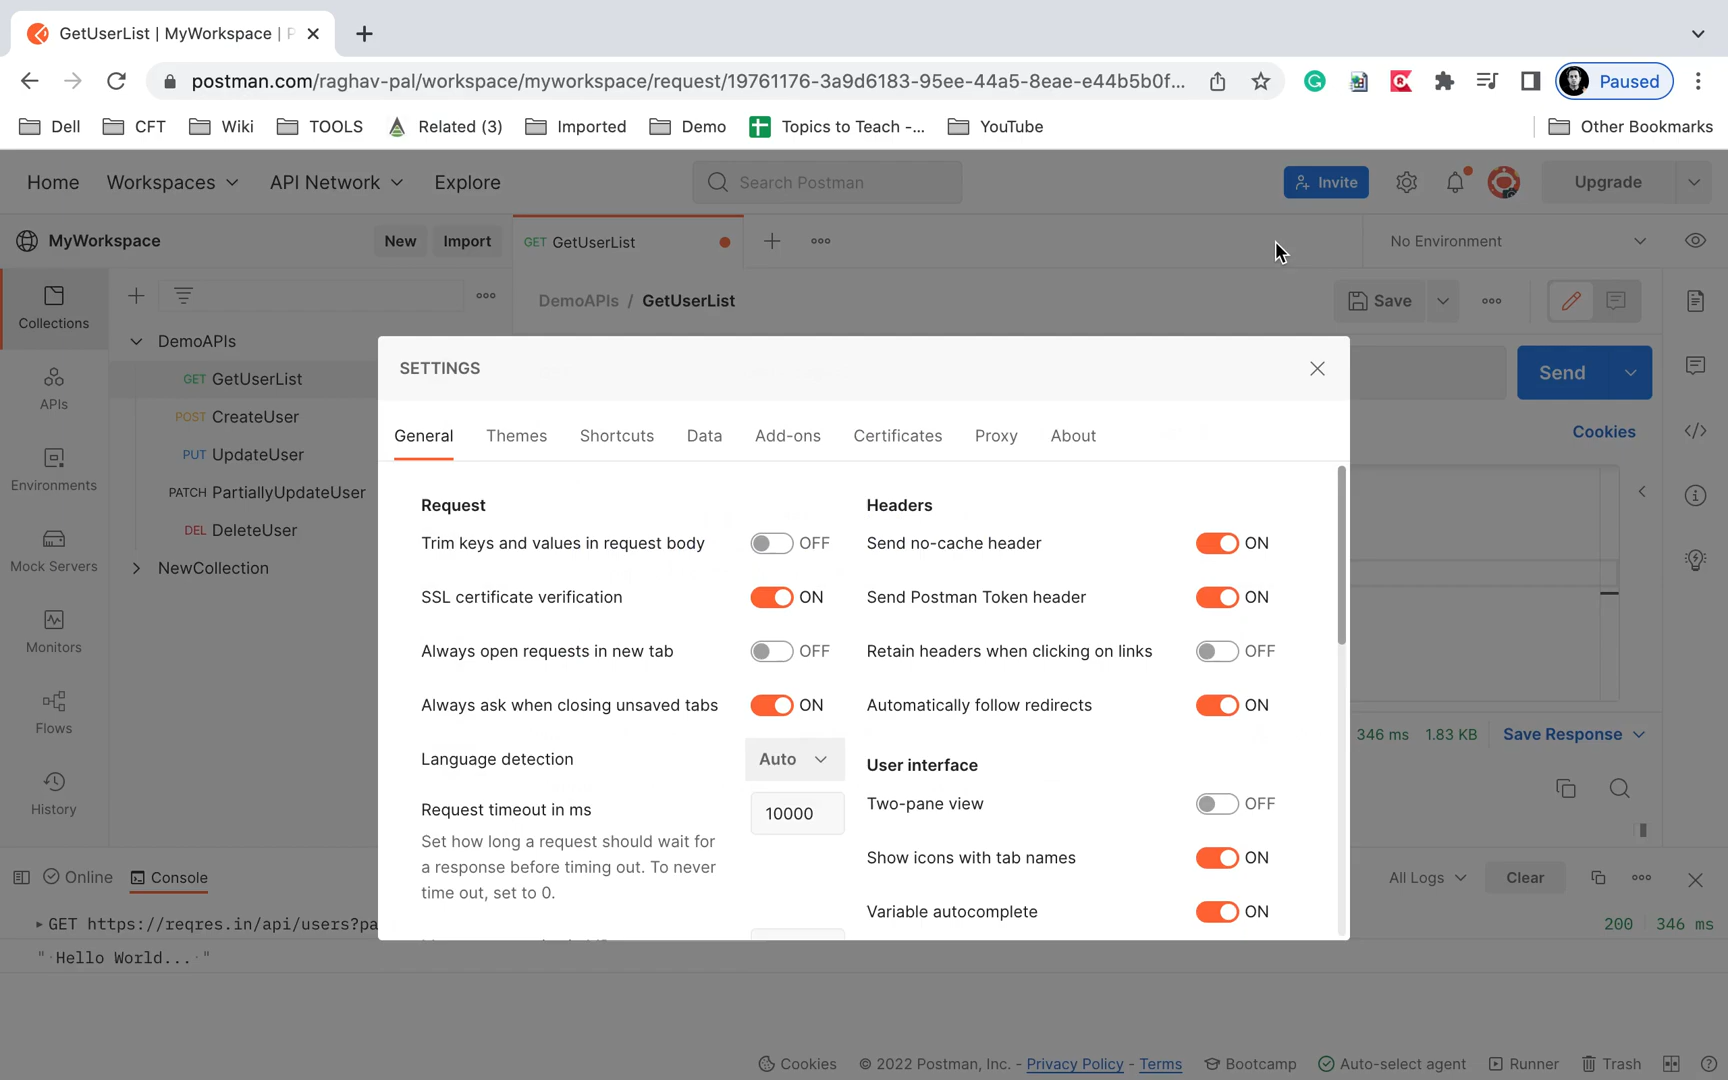 GetUserList | MyWorkspace | P
postman.com/raghav-pal/workspace/myworkspace/request/19761176-3a9d6183-95ee-44a5-8eae-e44b5b0f...
Paused
Dell CFT Wiki TOOLS Related (3) Imported Demo Topics to Teach -... YouTube Other Bookmarks
Home Workspaces API Network Explore Search Postman Invite Upgrade
MyWorkspace New Import GET GetUserList No Environment
Collections
DemoAPIs / GetUserList Save
DemoAPIs
GET GetUserList
POST CreateUser
PUT UpdateUser
PATCH PartiallyUpdateUser
DEL DeleteUser
NewCollection
APIs
Environments
Mock Servers
Monitors
Flows
History
Send
Cookies
SETTINGS
General Themes Shortcuts Data Add-ons Certificates Proxy About
Request
Trim keys and values in request body OFF
SSL certificate verification ON
Always open requests in new tab OFF
Always ask when closing unsaved tabs ON
Language detection Auto
Request timeout in ms 10000
Set how long a request should wait for
a response before timing out. To never
time out, set to 0.
Headers
Send no-cache header ON
Send Postman Token header ON
Retain headers when clicking on links OFF
Automatically follow redirects ON
User interface
Two-pane view OFF
Show icons with tab names ON
Variable autocomplete ON
346 ms 1.83 KB Save Response
Online Console All Logs Clear
GET https://reqres.in/api/users?pa 200 346 ms
" Hello World... "
Cookies © 2022 Postman, Inc. - Privacy Policy - Terms Bootcamp Auto-select agent Runner Trash